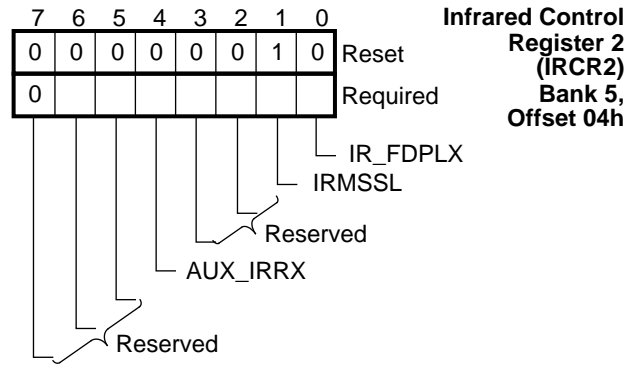 7 6 5 4 3 2 1 0
0 0 0 0 0 0 1 0 Reset
0 Required
Infrared Control
Register 2
(IRCR2)
Bank 5,
Offset 04h
IR_FDPLX
IRMSSL
Reserved
AUX_IRRX
Reserved